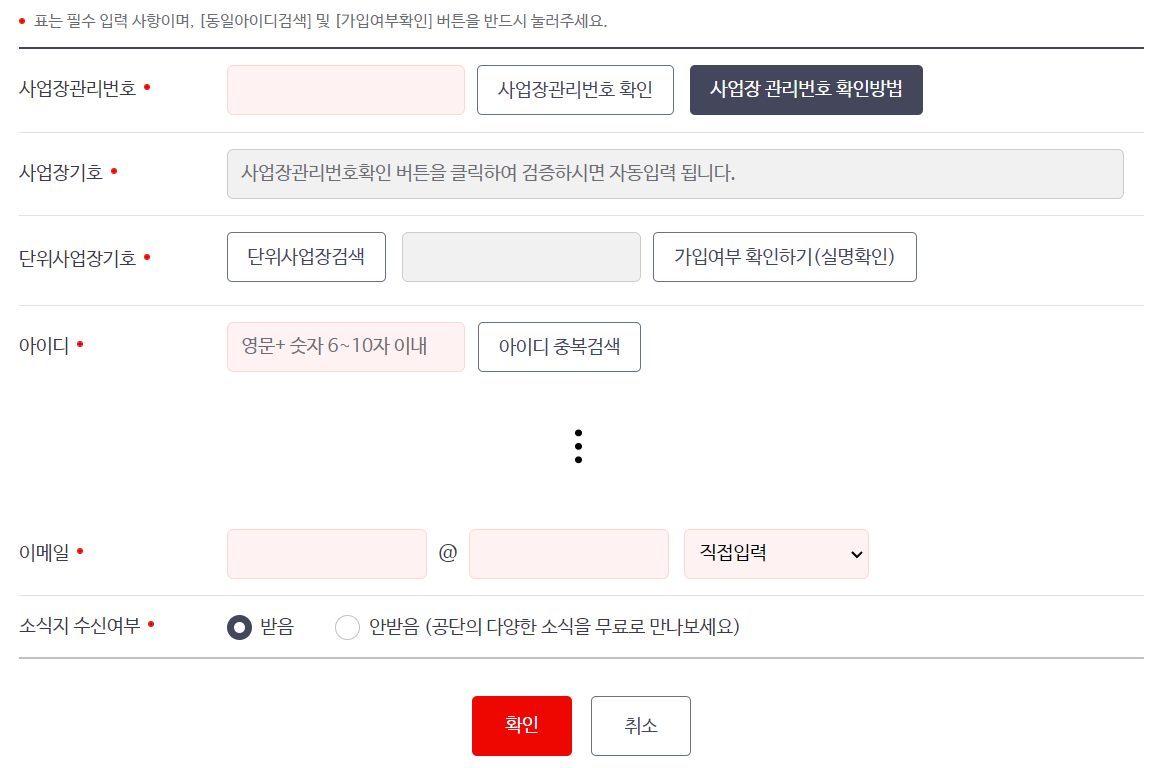 표는 필수 입력 사항이며, [동일아이디검색] 및 [가입여부확인] 버튼을 반드시 눌러주세요.
사업장관리번호 사업장관리번호 확인 사업장 관리번호 확인방법
사업장기호 사업장관리번호확인 버튼을 클릭하여 검증하시면 자동입력 됩니다.
단위사업장기호 단위사업장검색 가입여부 확인하기(실명확인)
아이디 영문+ 숫자 6~10자 이내 아이디 중복검색
이메일 @ 직접입력
소식지 수신여부 받음 안받음 (공단의 다양한 소식을 무료로 만나보세요)
확인 취소